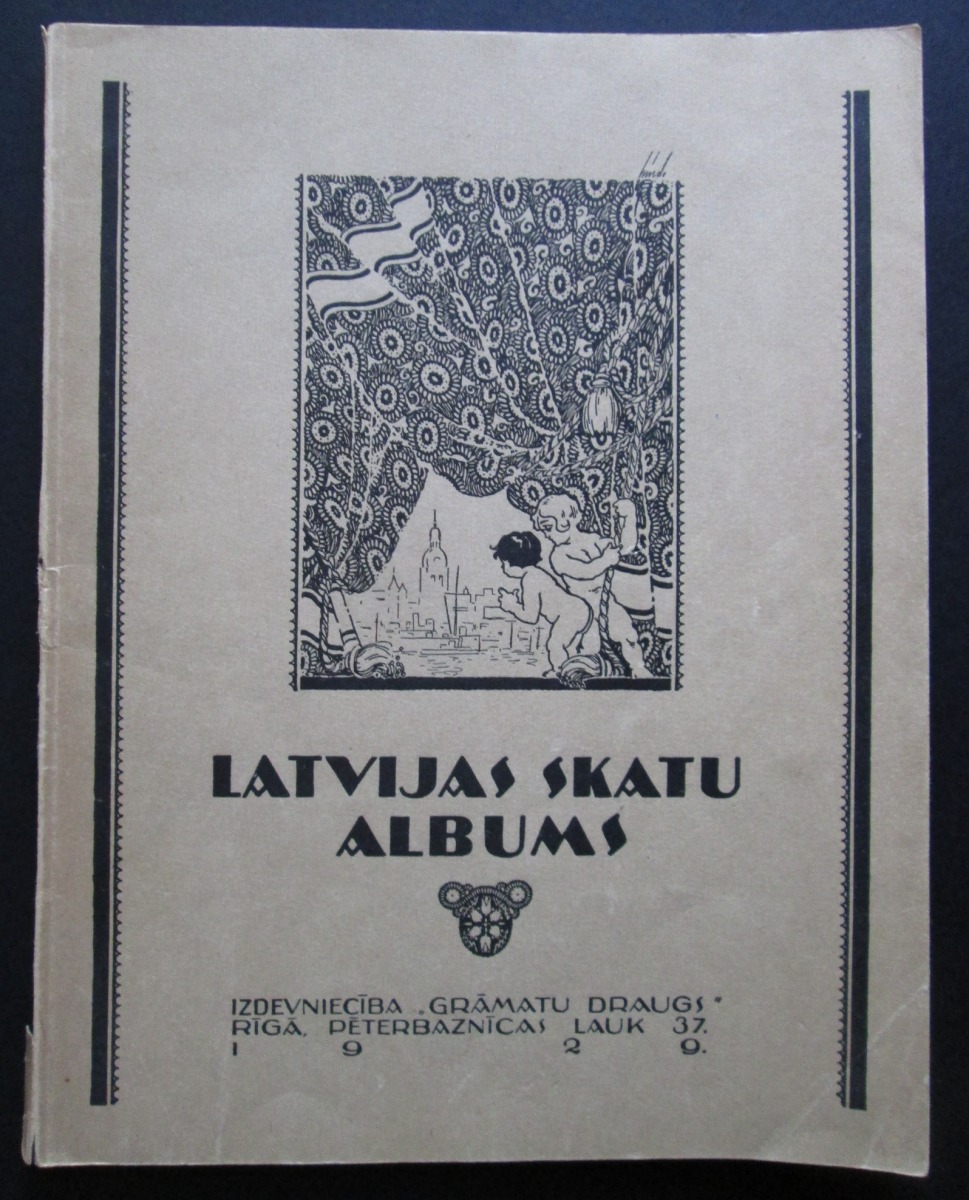 LATVIJAS SKATU
ALBUMS
IZDEVNIECĪBA „GRĀMATU DRAUGS"
RĪGĀ, PĒTERBAZNĪCAS LAUK 37.
1 9 2 9.